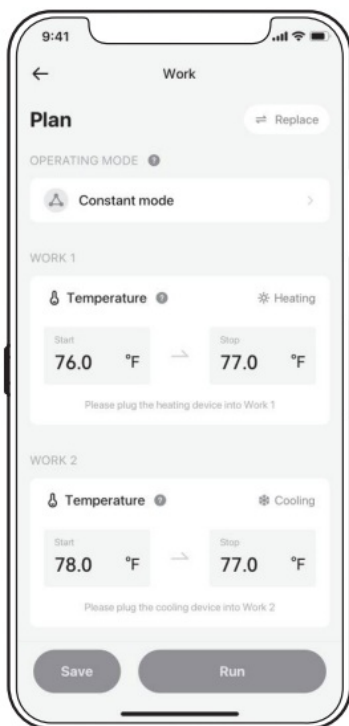 9:41
Work
Plan
Replace
OPERATING MODE ?
Constant mode
WORK 1
Temperature ? Heating
Start Stop
76.0 °F 77.0 °F
Please plug the heating device into Work 1
WORK 2
Temperature ? Cooling
Start Stop
78.0 °F 77.0 °F
Please plug the cooling device into Work 2
Save Run